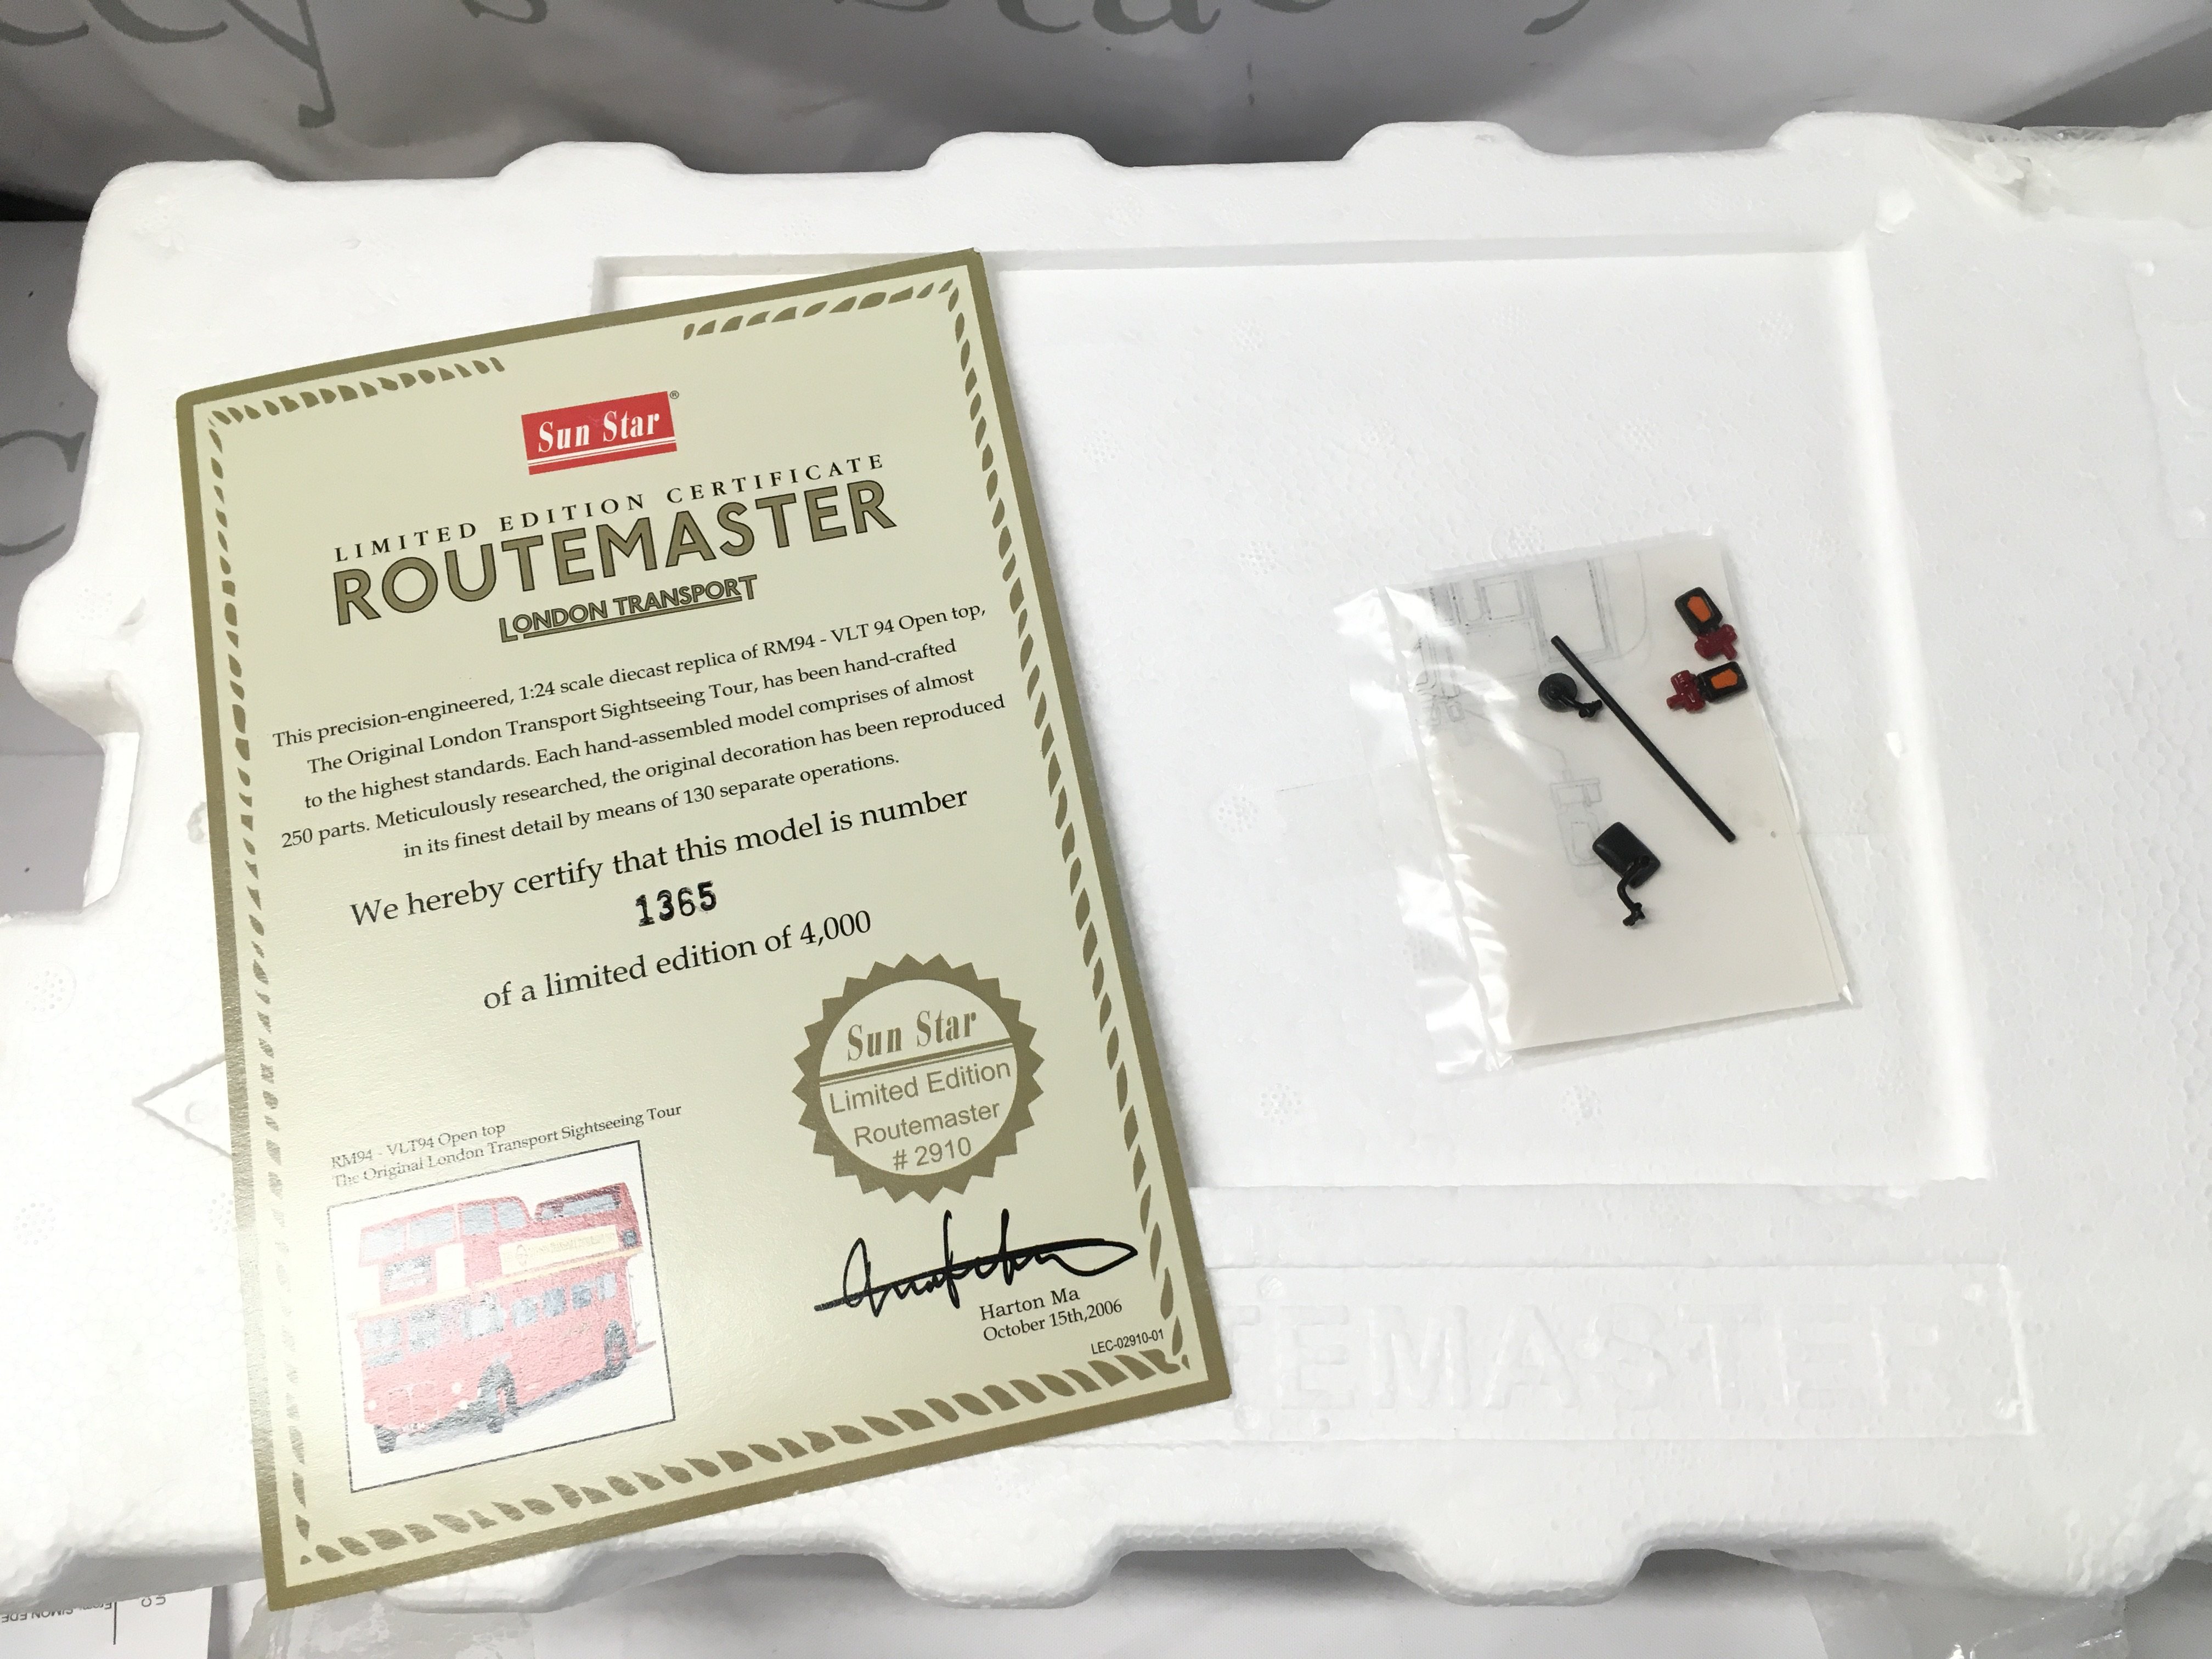 Sun Star®
LIMITED EDITION CERTIFICATE
ROUTEMASTER
LONDON TRANSPORT
This precision-engineered, 1:24 scale diecast replica of RM94 - VLT 94 Open top,
The Original London Transport Sightseeing Tour, has been hand-crafted
to the highest standards. Each hand-assembled model comprises of almost
250 parts. Meticulously researched, the original decoration has been reproduced
in its finest detail by means of 130 separate operations.
We hereby certify that this model is number
1365
of a limited edition of 4,000
Sun Star
Limited Edition
Routemaster
# 2910
RM94 - VLT94 Open top
The Original London Transport Sightseeing Tour
Harton Ma
October 15th,2006
LEC-02910-01
TEMASTER